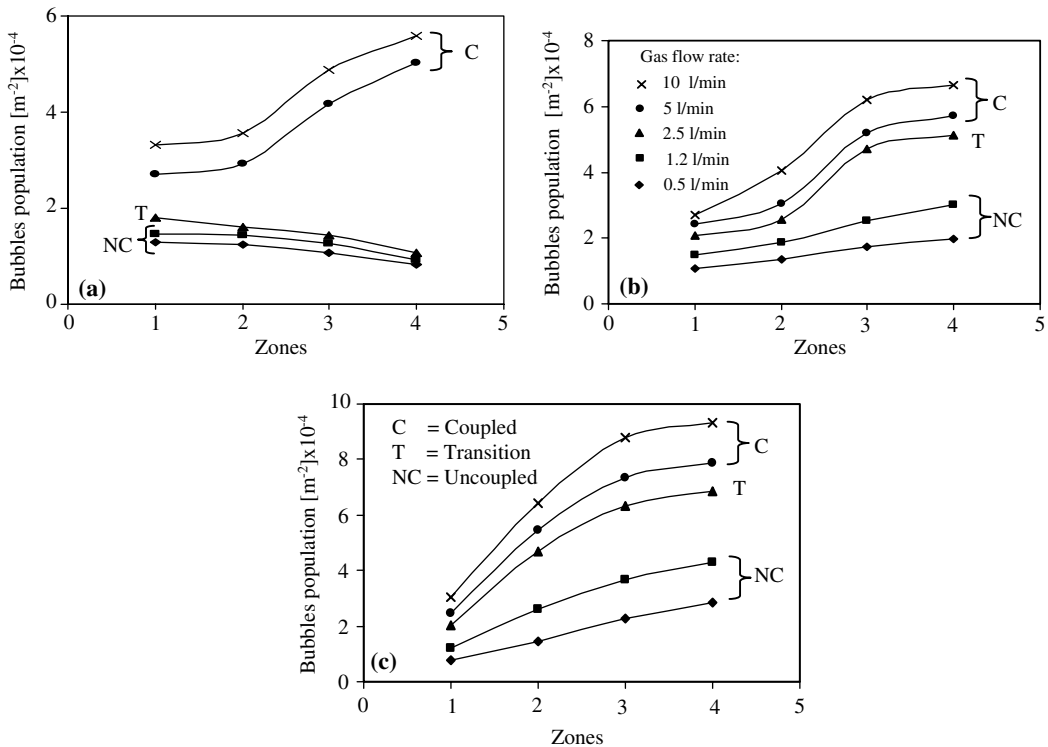 Bubbles population [m⁻²]x10⁻⁴
6
4
2
0
C
T
NC
(a)
0
1
2
3
4
5
Zones
Bubbles population [m⁻²]x10⁻⁴
8
6
4
2
0
Gas flow rate:
10 l/min
5 l/min
2.5 l/min
1.2 l/min
0.5 l/min
C
T
NC
(b)
0
1
2
3
4
5
Zones
Bubbles population [m⁻²]x10⁻⁴
10
8
6
4
2
0
C = Coupled
T = Transition
NC = Uncoupled
C
T
NC
(c)
0
1
2
3
4
5
Zones